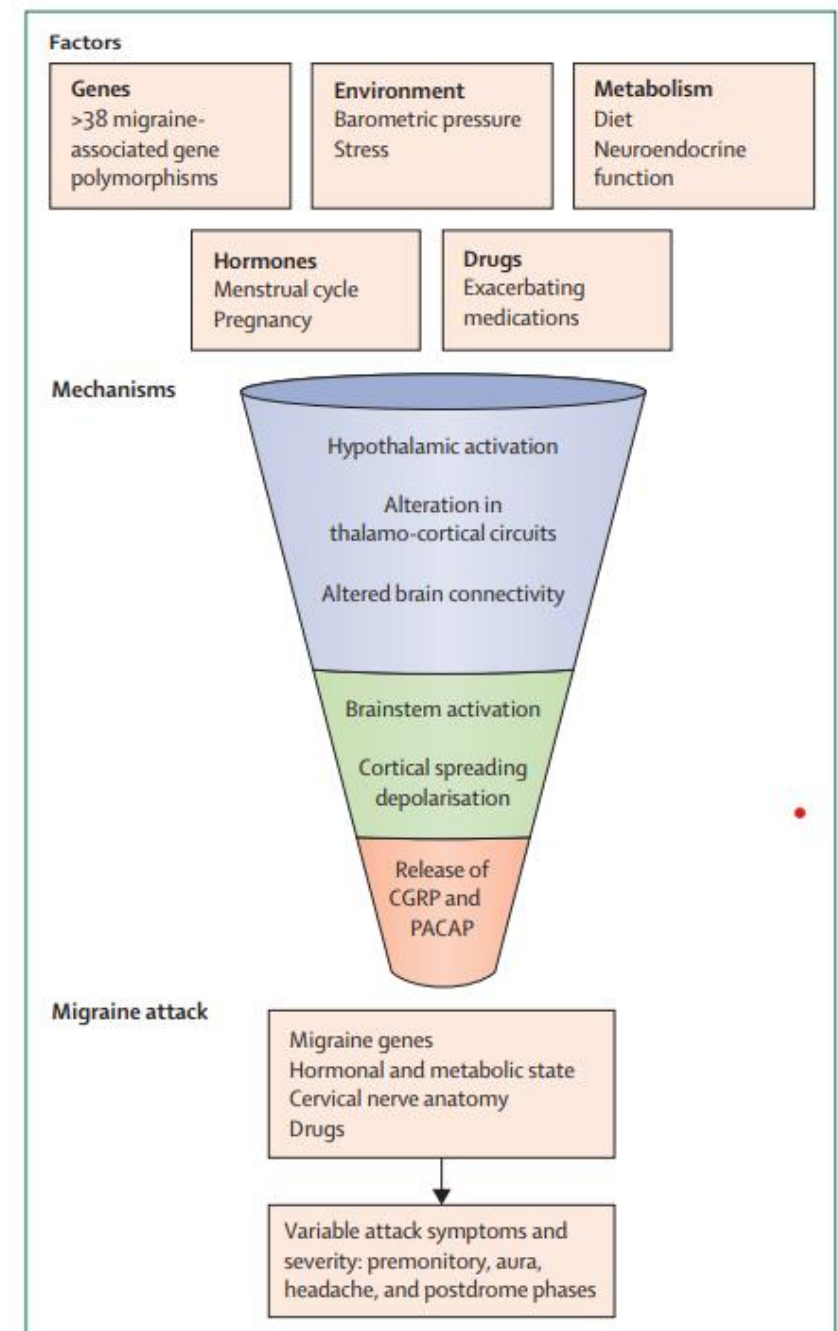 Factors
Genes
>38 migraine-
associated gene
polymorphisms
Environment
Barometric pressure
Stress
Metabolism
Diet
Neuroendocrine
function
Hormones
Menstrual cycle
Pregnancy
Drugs
Exacerbating
medications
Mechanisms
Hypothalamic activation
Alteration in
thalamo-cortical circuits
Altered brain connectivity
Brainstem activation
Cortical spreading
depolarisation
Release of
CGRP and
PACAP
Migraine attack
Migraine genes
Hormonal and metabolic state
Cervical nerve anatomy
Drugs
Variable attack symptoms and
severity: premonitory, aura,
headache, and postdrome phases